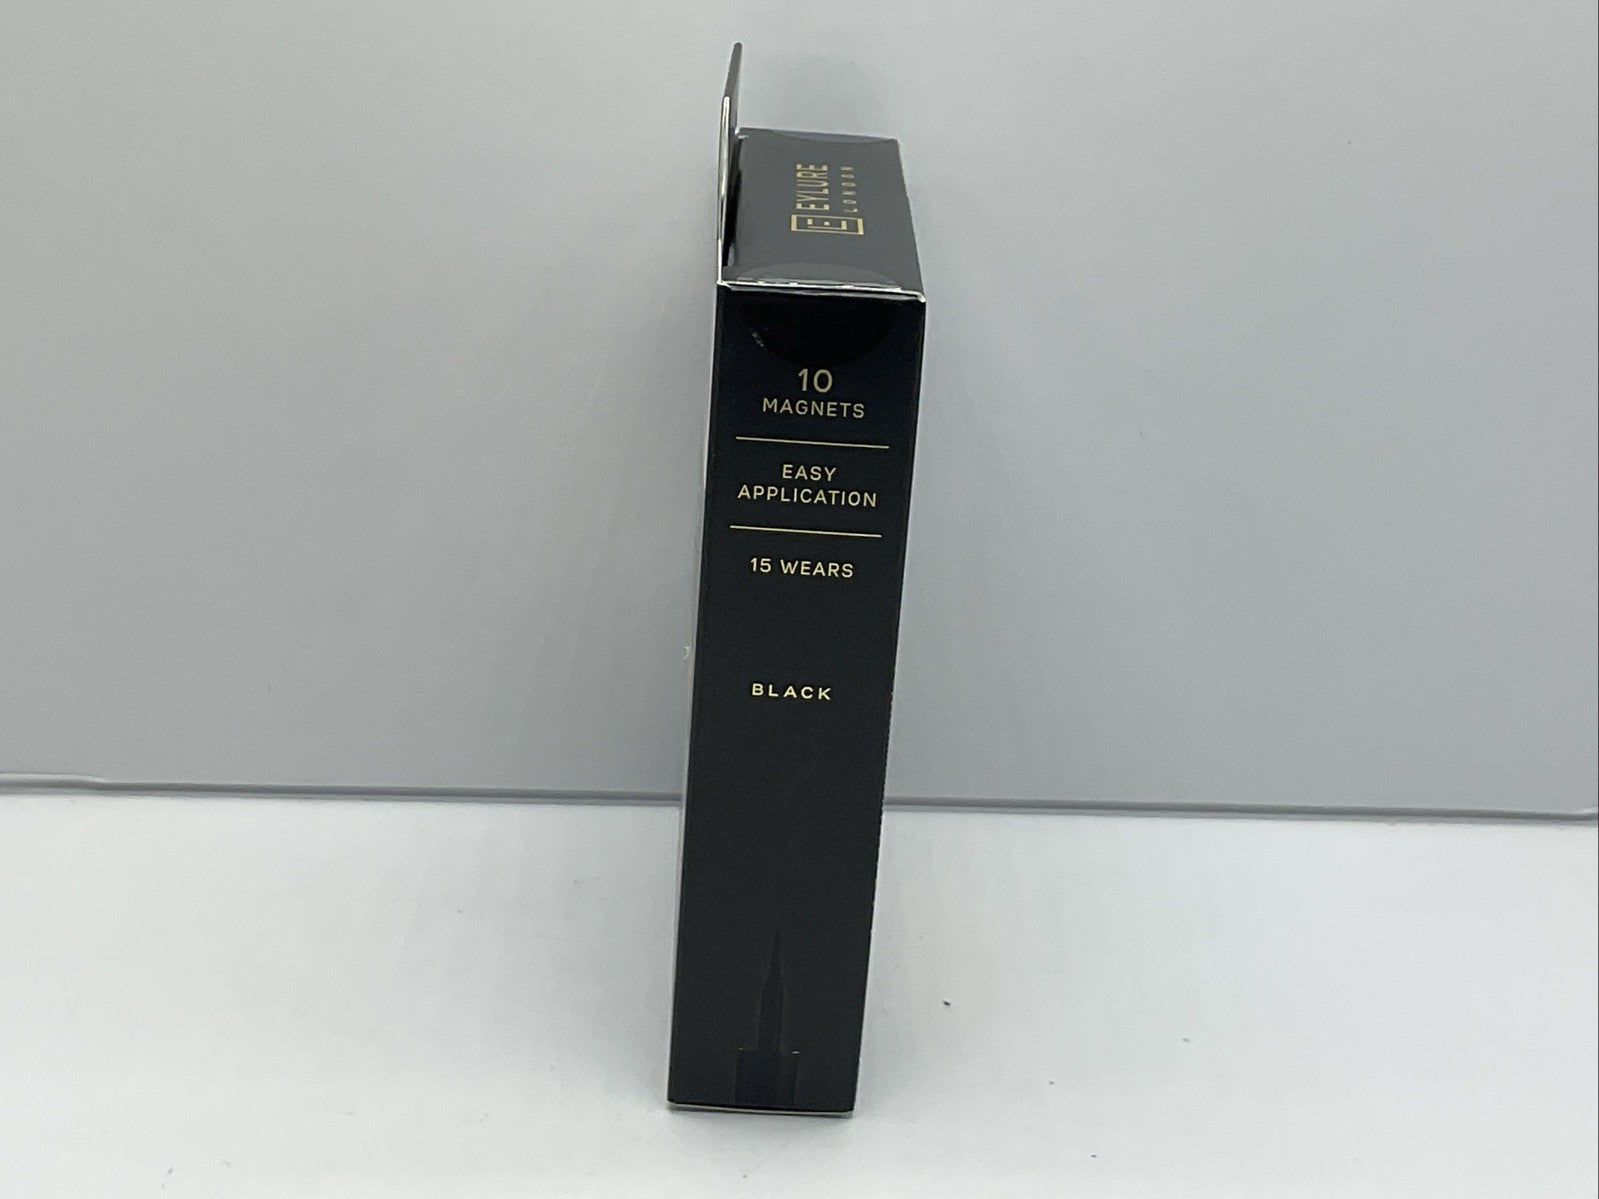 E EYLURE
LONDON
10
MAGNETS
EASY
APPLICATION
15 WEARS
BLACK